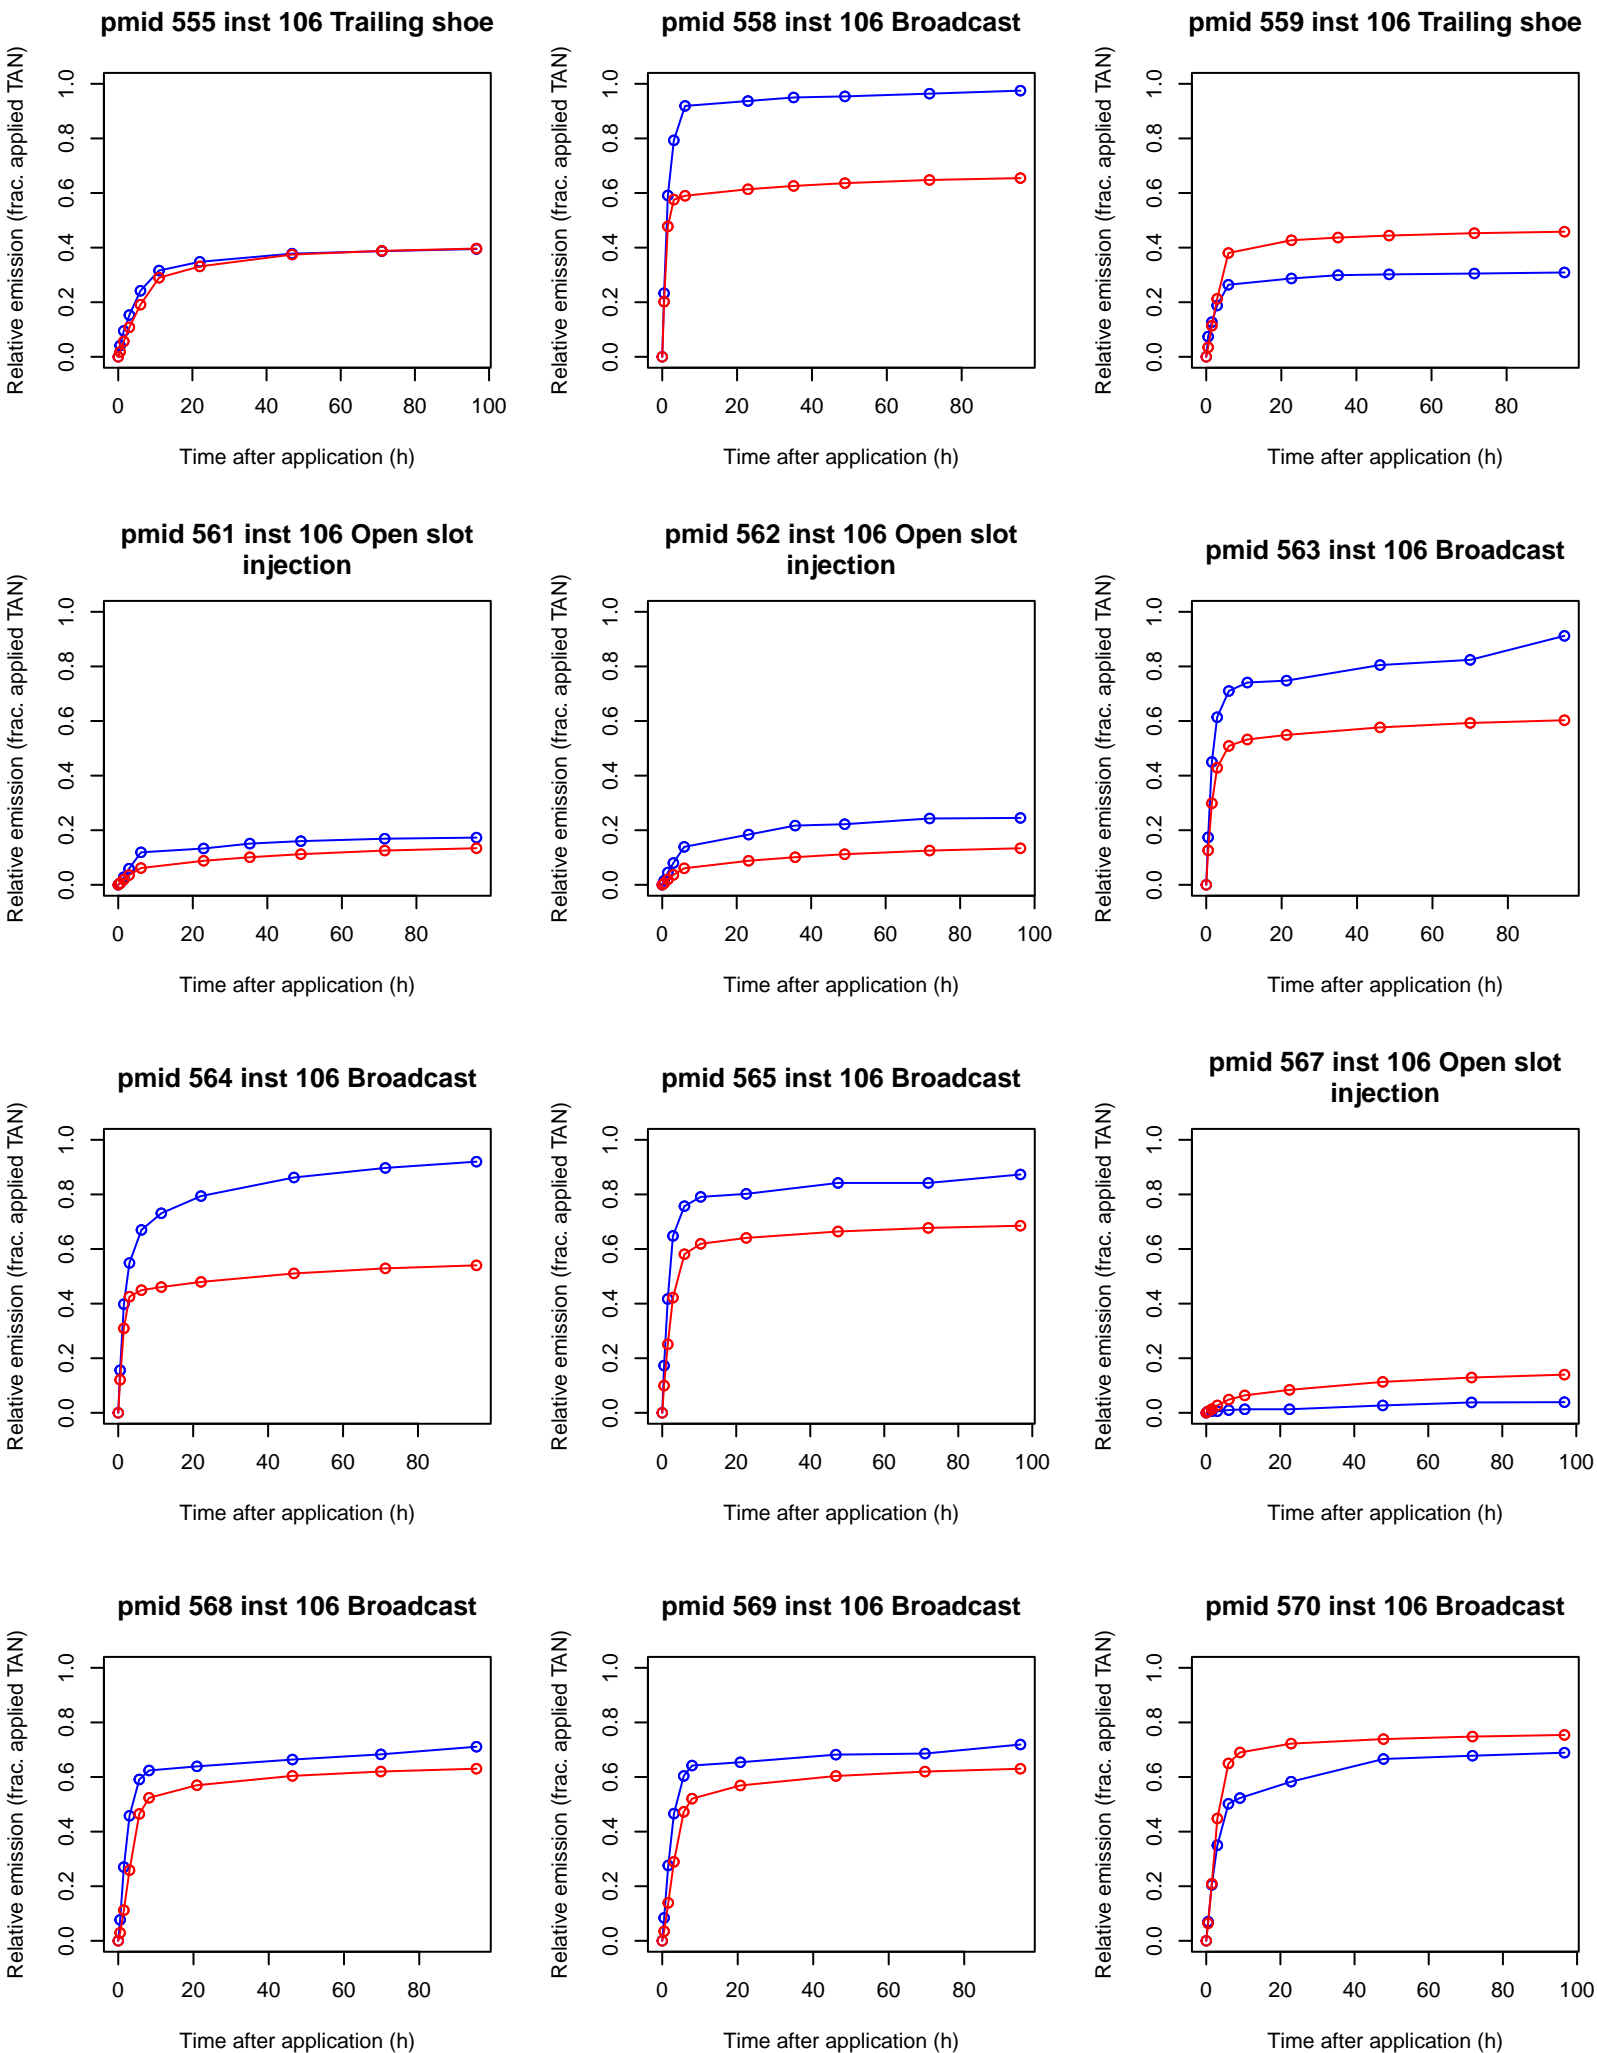 pmid 555 inst 106 Trailing shoe
Relative emission (frac. applied TAN)
0.0 0.2 0.4 0.6 0.8 1.0
0 20 40 60 80 100
Time after application (h)
pmid 558 inst 106 Broadcast
Relative emission (frac. applied TAN)
0.0 0.2 0.4 0.6 0.8 1.0
0 20 40 60 80
Time after application (h)
pmid 559 inst 106 Trailing shoe
Relative emission (frac. applied TAN)
0.0 0.2 0.4 0.6 0.8 1.0
0 20 40 60 80
Time after application (h)
pmid 561 inst 106 Open slot
injection
Relative emission (frac. applied TAN)
0.0 0.2 0.4 0.6 0.8 1.0
0 20 40 60 80
Time after application (h)
pmid 562 inst 106 Open slot
injection
Relative emission (frac. applied TAN)
0.0 0.2 0.4 0.6 0.8 1.0
0 20 40 60 80 100
Time after application (h)
pmid 563 inst 106 Broadcast
Relative emission (frac. applied TAN)
0.0 0.2 0.4 0.6 0.8 1.0
0 20 40 60 80
Time after application (h)
pmid 564 inst 106 Broadcast
Relative emission (frac. applied TAN)
0.0 0.2 0.4 0.6 0.8 1.0
0 20 40 60 80
Time after application (h)
pmid 565 inst 106 Broadcast
Relative emission (frac. applied TAN)
0.0 0.2 0.4 0.6 0.8 1.0
0 20 40 60 80 100
Time after application (h)
pmid 567 inst 106 Open slot
injection
Relative emission (frac. applied TAN)
0.0 0.2 0.4 0.6 0.8 1.0
0 20 40 60 80 100
Time after application (h)
pmid 568 inst 106 Broadcast
Relative emission (frac. applied TAN)
0.0 0.2 0.4 0.6 0.8 1.0
0 20 40 60 80
Time after application (h)
pmid 569 inst 106 Broadcast
Relative emission (frac. applied TAN)
0.0 0.2 0.4 0.6 0.8 1.0
0 20 40 60 80
Time after application (h)
pmid 570 inst 106 Broadcast
Relative emission (frac. applied TAN)
0.0 0.2 0.4 0.6 0.8 1.0
0 20 40 60 80 100
Time after application (h)